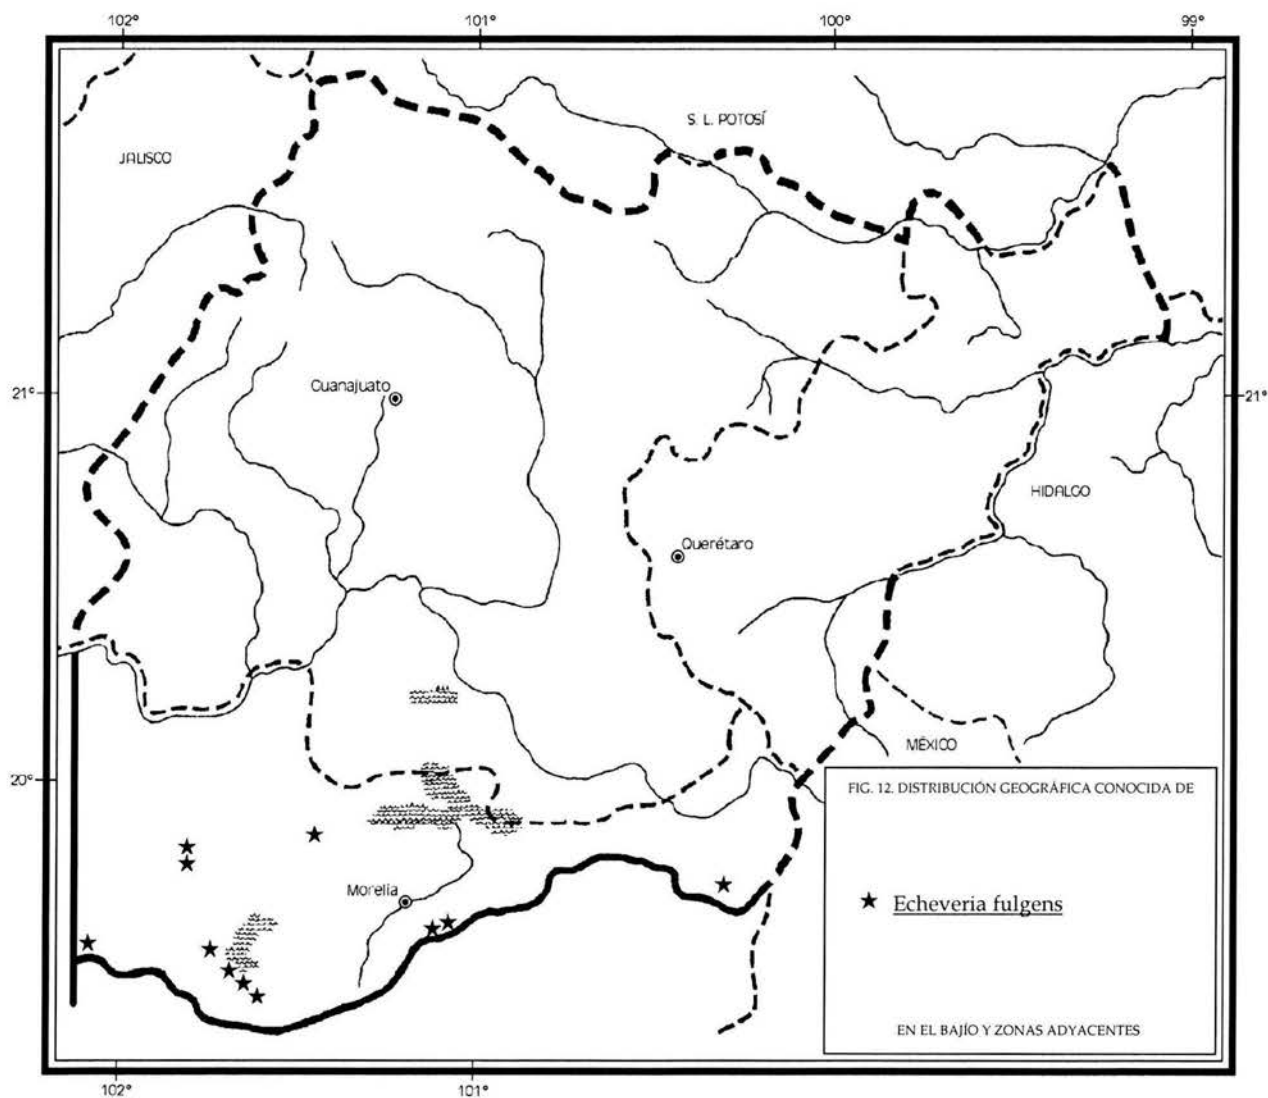 102° 101° 100° 99°
S. L. POTOSÍ
JALISCO
Guanajuato
21° 21°
HIDALGO
Querétaro
MÉXICO
20°
FIG. 12. DISTRIBUCIÓN GEOGRÁFICA CONOCIDA DE
Morelia
Echeveria fulgens
EN EL BAJÍO Y ZONAS ADYACENTES
102° 101°